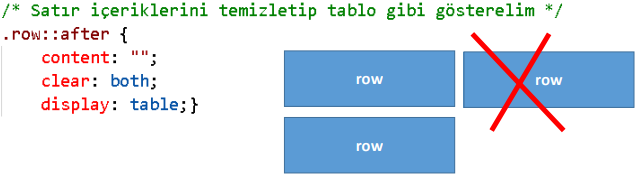 /* Satır içeriklerini temizletip tablo gibi gösterelim */
.row::after {
content: "";
clear: both;
display: table;}
row
row
row